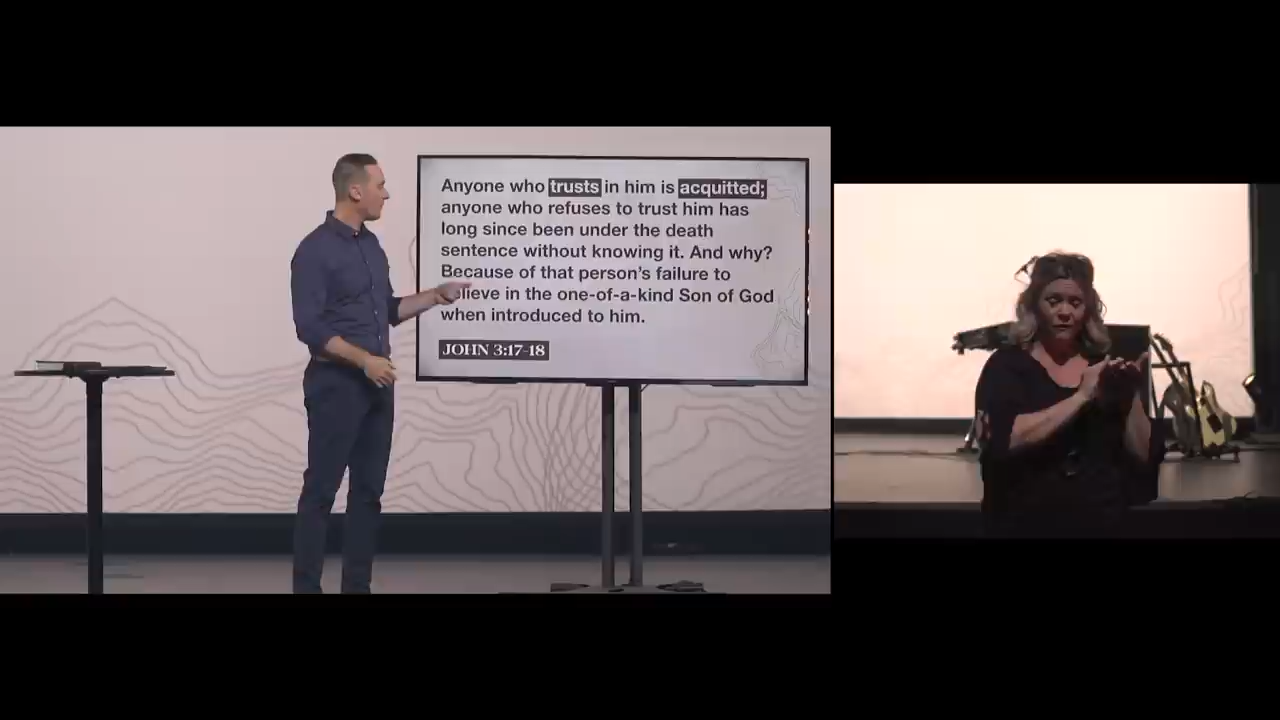 Anyone who trusts in him is acquitted;
anyone who refuses to trust him has
long since been under the death
sentence without knowing it. And why?
Because of that person's failure to
lieve in the one-of-a-kind Son of God
when introduced to him.
JOHN 3:17-18